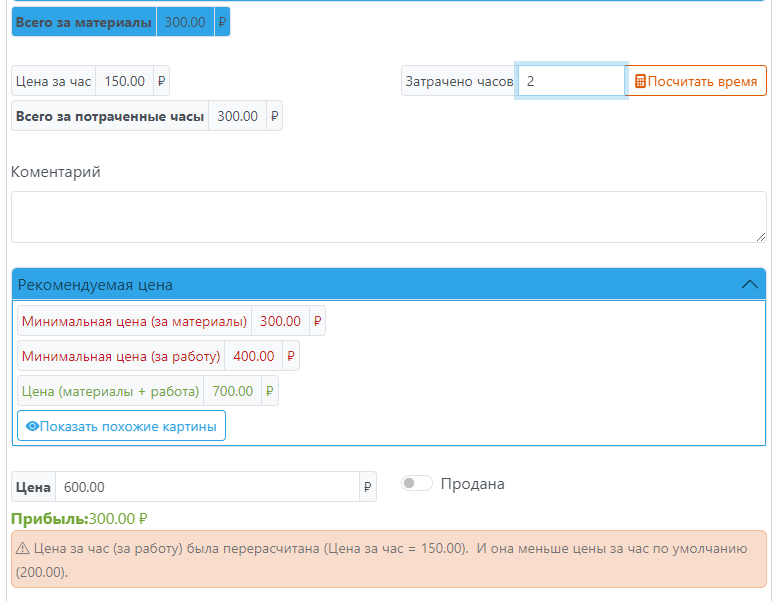 Всего за материалы 300.00 ₽
Цена за час 150.00 ₽ Затрачено часов 2 Посчитать время
Всего за потраченные часы 300.00 ₽
Коментарий
Рекомендуемая цена
Минимальная цена (за материалы) 300.00 ₽
Минимальная цена (за работу) 400.00 ₽
Цена (материалы + работа) 700.00 ₽
Показать похожие картины
Цена 600.00 ₽ Продана
Прибыль:300.00 ₽
⚠ Цена за час (за работу) была перерасчитана (Цена за час = 150.00). И она меньше цены за час по умолчанию
(200.00).